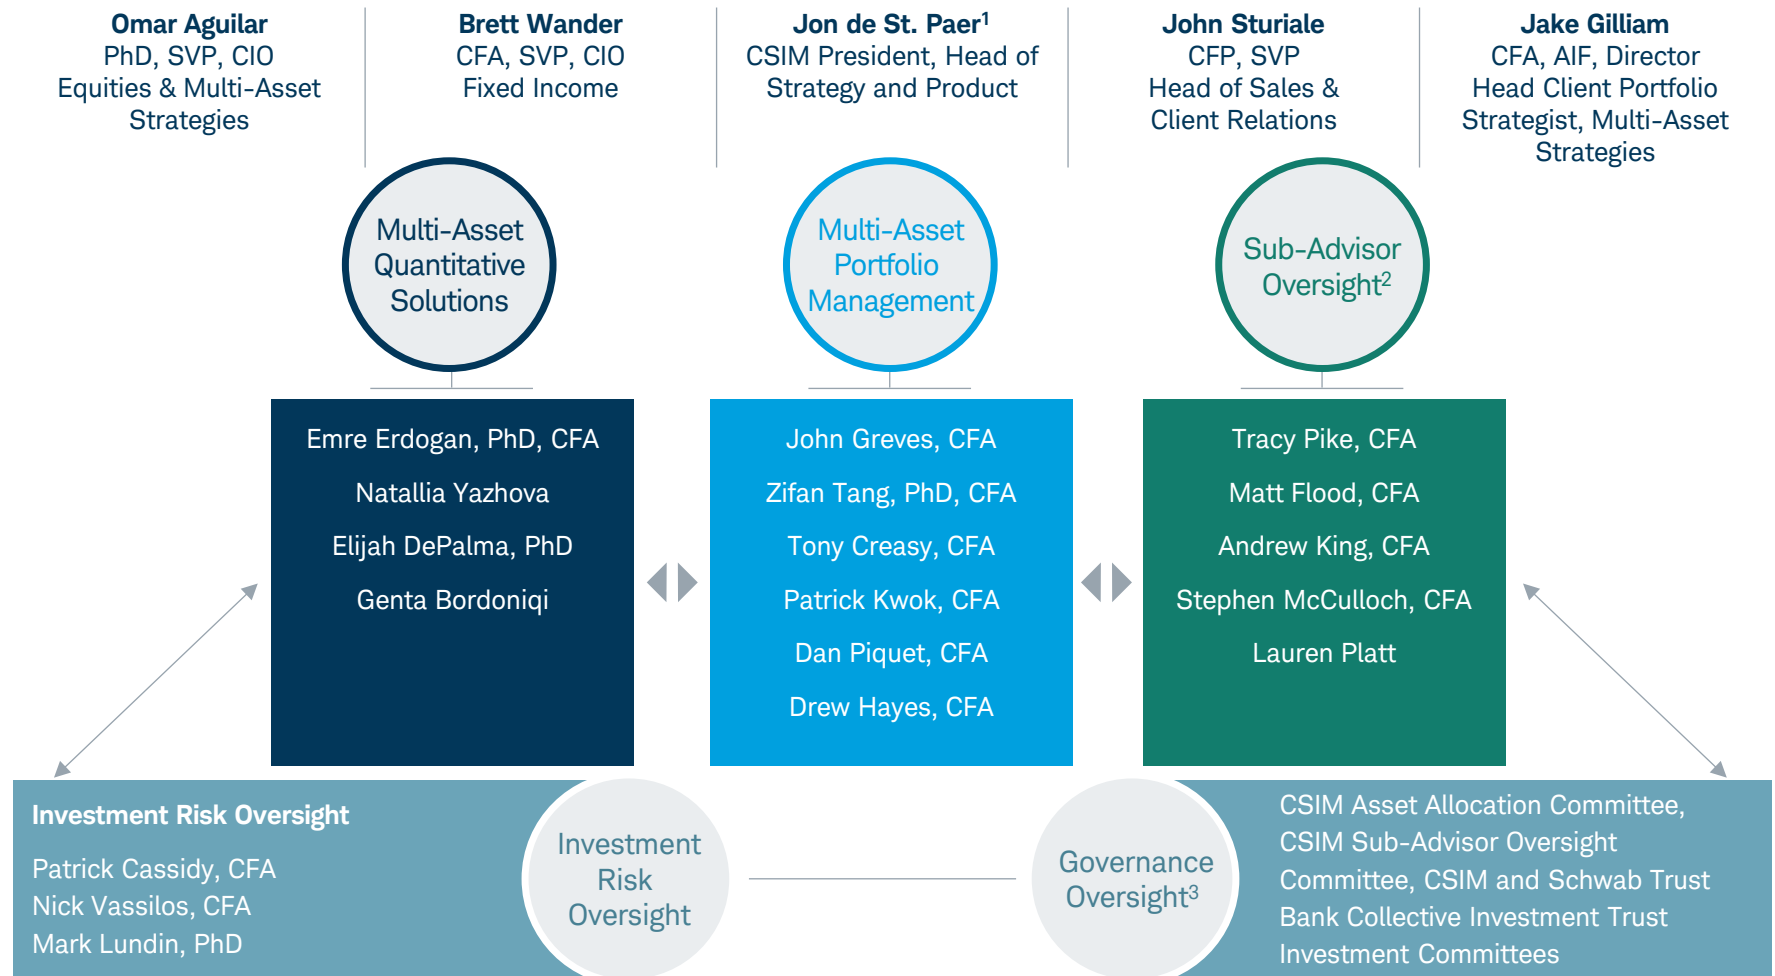 Omar Aguilar
PhD, SVP, CIO
Equities & Multi-Asset
Strategies
Brett Wander
CFA, SVP, CIO
Fixed Income
Jon de St. Paer¹
CSIM President, Head of
Strategy and Product
John Sturiale
CFP, SVP
Head of Sales &
Client Relations
Jake Gilliam
CFA, AIF, Director
Head Client Portfolio
Strategist, Multi-Asset
Strategies
Multi-Asset
Quantitative
Solutions
Multi-Asset
Portfolio
Management
Sub-Advisor
Oversight²
Emre Erdogan, PhD, CFA
Natallia Yazhova
Elijah DePalma, PhD
Genta Bordoniqi
John Greves, CFA
Zifan Tang, PhD, CFA
Tony Creasy, CFA
Patrick Kwok, CFA
Dan Piquet, CFA
Drew Hayes, CFA
Tracy Pike, CFA
Matt Flood, CFA
Andrew King, CFA
Stephen McCulloch, CFA
Lauren Platt
Investment Risk Oversight
Patrick Cassidy, CFA
Nick Vassilos, CFA
Mark Lundin, PhD
Investment
Risk
Oversight
Governance
Oversight³
CSIM Asset Allocation Committee,
CSIM Sub-Advisor Oversight
Committee, CSIM and Schwab Trust
Bank Collective Investment Trust
Investment Committees